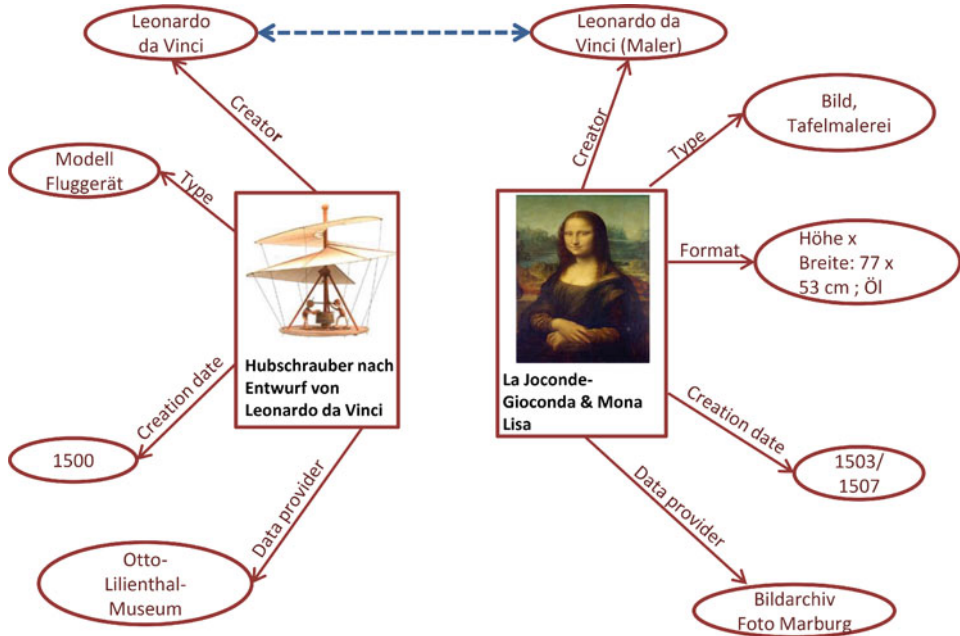 Leonardo
da Vinci
Leonardo da
Vinci (Maler)
Creator
Creator
Bild,
Tafelmalerei
Type
Modell
Fluggerät
Type
Format
Höhe x
Breite: 77 x
53 cm ; Öl
Hubschrauber nach
Entwurf von
Leonardo da Vinci
La Joconde-
Gioconda & Mona
Lisa
Creation date
1500
Creation date
1503/
1507
Data provider
Otto-
Lilienthal-
Museum
Data provider
Bildarchiv
Foto Marburg